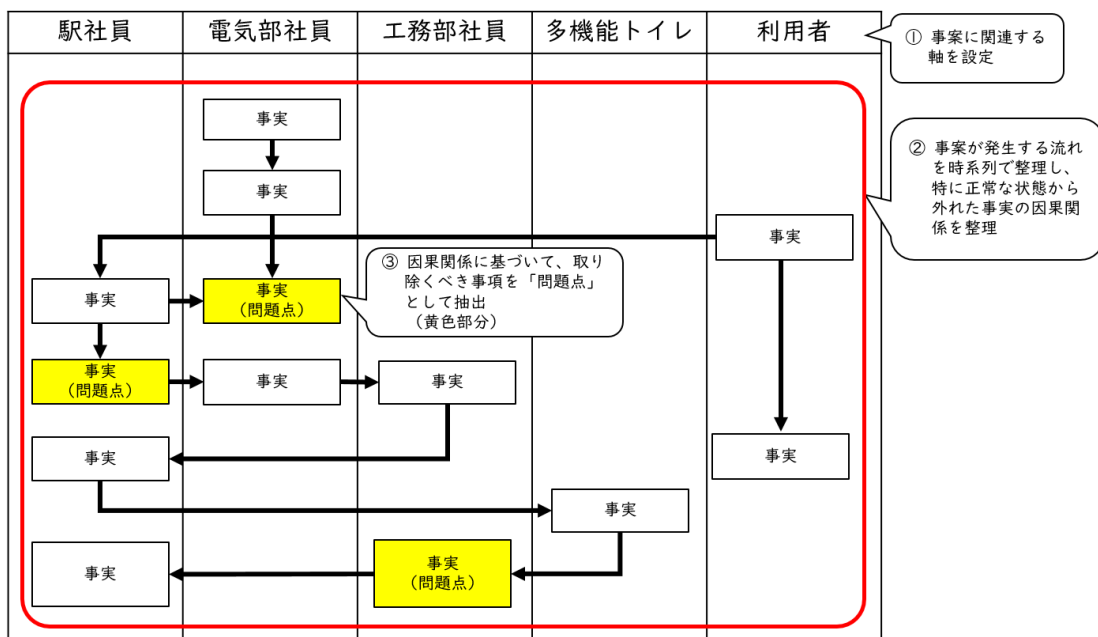 駅社員
電気部社員
工務部社員
多機能トイレ
利用者
① 事案に関連する
軸を設定
事実
事実
② 事案が発生する流れ
を時系列で整理し、
特に正常な状態から
外れた事実の因果関
係を整理
事実
事実
事実
(問題点)
③ 因果関係に基づいて、取り
除くべき事項を「問題点」
として抽出
(黄色部分)
事実
(問題点)
事実
事実
事実
事実
事実
事実
事実
(問題点)